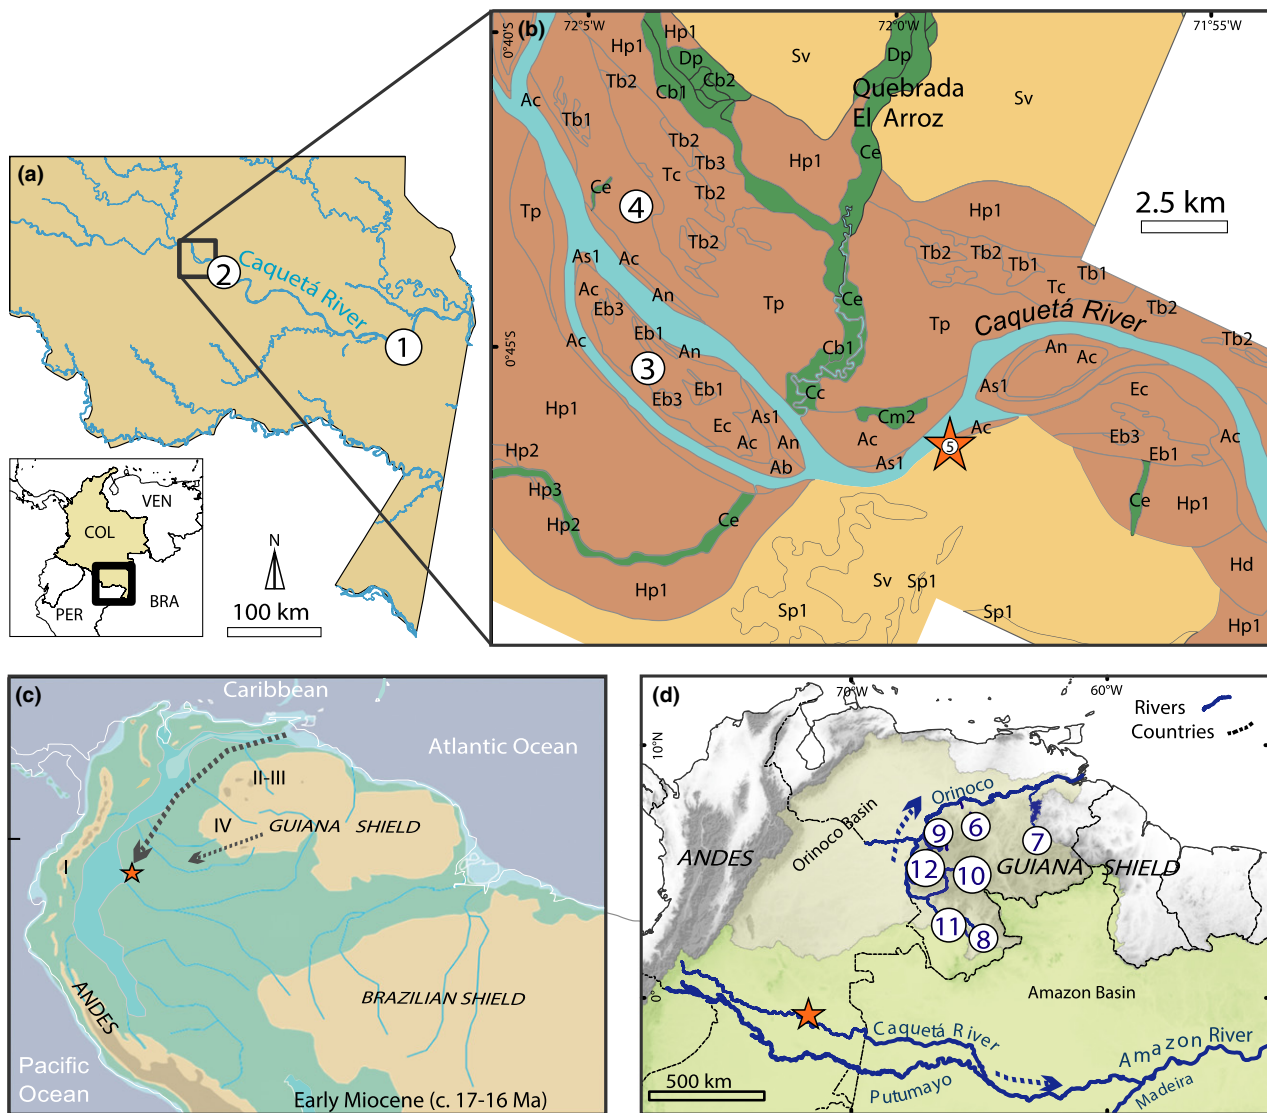 (a)
2
Caquetá River
1
VEN
COL
PER
BRA
N
100 km
(b)
72°5'W
72°0'W
71°55'W
0°40'S
0°45'S
Hp1
Hp1
Sv
Dp
Dp
Tb2
Cb2
Cb1
Quebrada
El Arroz
Sv
Ac
Tb1
Tb2
Tb3
Hp1
Ce
Ce
Tc
Tb2
4
Tp
Hp1
Tb2
Tb2
Tb2
Tb1
Tb1
As1
Ac
Tc
Ac
An
Tp
Ce
Tb2
Eb3
Tp
Caquetá River
Eb1
Ac
An
Cb1
An
Ac
Tb2
3
Eb1
Cc
As1
Ec
Eb3
Hp1
As1
Cm2
Ec
Ac
An
Ac
5
Ac
Eb3
Ac
Hp2
Ab
As1
Eb1
Hp3
Ce
Hp1
Hp2
Ce
Hp1
Sv
Sp1
Hd
Sp1
Sp1
Hp1
2.5 km
(c)
Caribbean
Atlantic Ocean
II-III
IV
GUIANA SHIELD
I
ANDES
BRAZILIAN SHIELD
Pacific
Ocean
Early Miocene (c. 17-16 Ma)
(d)
70°W
60°W
Rivers
Countries
10°N
0°
Orinoco
Orinoco Basin
ANDES
9
6
7
12
10
GUIANA SHIELD
11
8
Amazon Basin
Caquetá River
Amazon River
Putumayo
Madeira
500 km